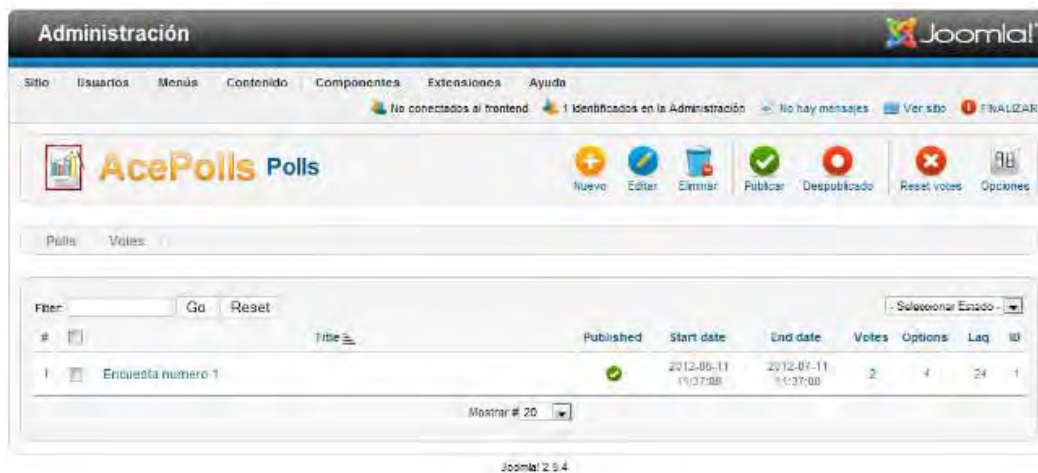 Administración
Joomla!
Sitio Usuarios Menús Contenido Componentes Extensiones Ayuda
No conectados al frontend 1 Identificados en la Administración No hay mensajes Ver sitio FINALIZAR
AcePolls Polls
Nuevo Editar Eliminar Publicar Despublicado Reset votes Opciones
Polls Votes
Filter: Go Reset - Seleccionar Estado -
# Title Published Start date End date Votes Options Lag ID
1 Encuesta numero 1 2012-06-11 11:37:08 2012-07-11 11:37:08 2 4 24 1
Mostrar # 20
Joomla! 2.5.4